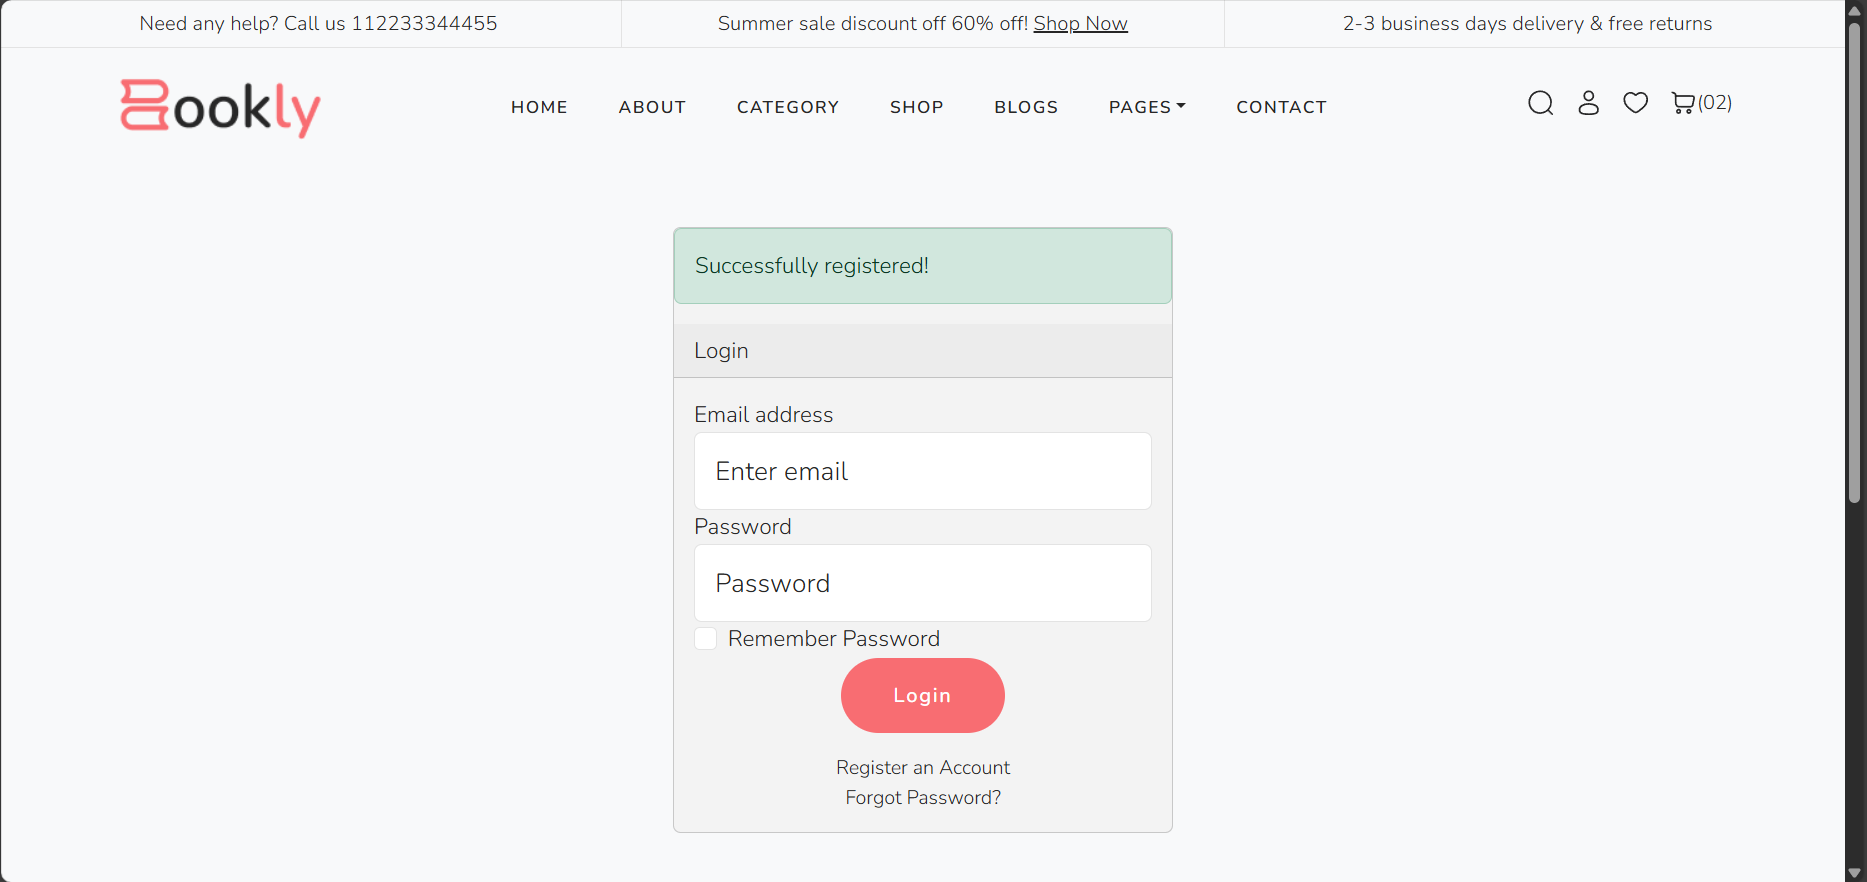 Need any help? Call us 112233344455
Summer sale discount off 60% off! Shop Now
2-3 business days delivery & free returns
Bookly
HOME
ABOUT
CATEGORY
SHOP
BLOGS
PAGES
CONTACT
(02)
Successfully registered!
Login
Email address
Enter email
Password
Password
Remember Password
Login
Register an Account
Forgot Password?